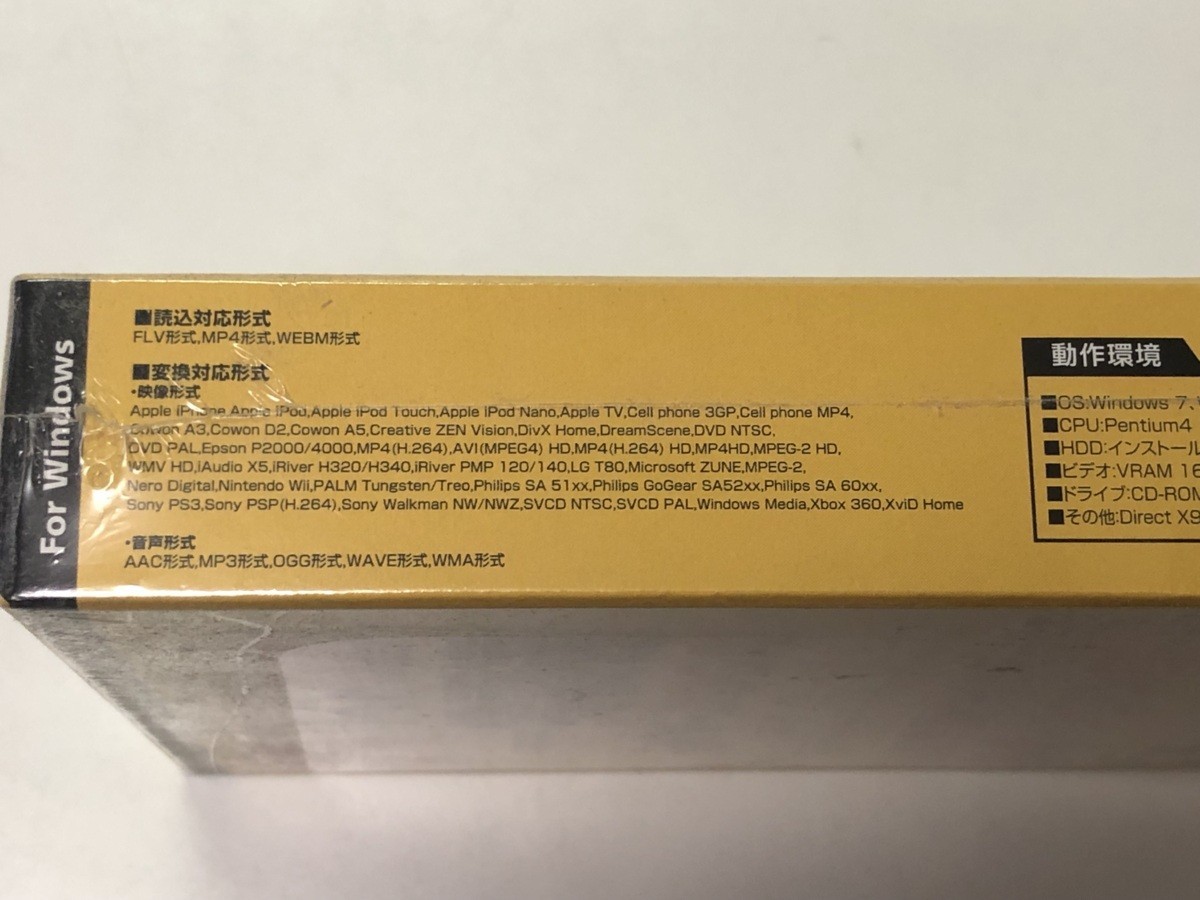 For Windows
■読込対応形式
FLV形式,MP4形式,WEBM形式
■変換対応形式
・映像形式
Apple iPhone,Apple iPod,Apple iPod Touch,Apple iPod Nano,Apple TV,Cell phone 3GP,Cell phone MP4,
Cowon A3,Cowon D2,Cowon A5,Creative ZEN Vision,DivX Home,DreamScene,DVD NTSC,
DVD PAL,Epson P2000/4000,MP4(H.264),AVI(MPEG4) HD,MP4(H.264) HD,MP4HD,MPEG-2 HD,
WMV HD,iAudio X5,iRiver H320/H340,iRiver PMP 120/140,LG T80,Microsoft ZUNE,MPEG-2,
Nero Digital,Nintendo Wii,PALM Tungsten/Treo,Philips SA 51xx,Philips GoGear SA52xx,Philips SA 60xx,
Sony PS3,Sony PSP(H.264),Sony Walkman NW/NWZ,SVCD NTSC,SVCD PAL,Windows Media,Xbox 360,XviD Home
・音声形式
AAC形式,MP3形式,OGG形式,WAVE形式,WMA形式
動作環境
■OS:Windows 7、
■CPU:Pentium4
■HDD:インストール
■ビデオ:VRAM 16
■ドライブ:CD-ROM
■その他:Direct X9